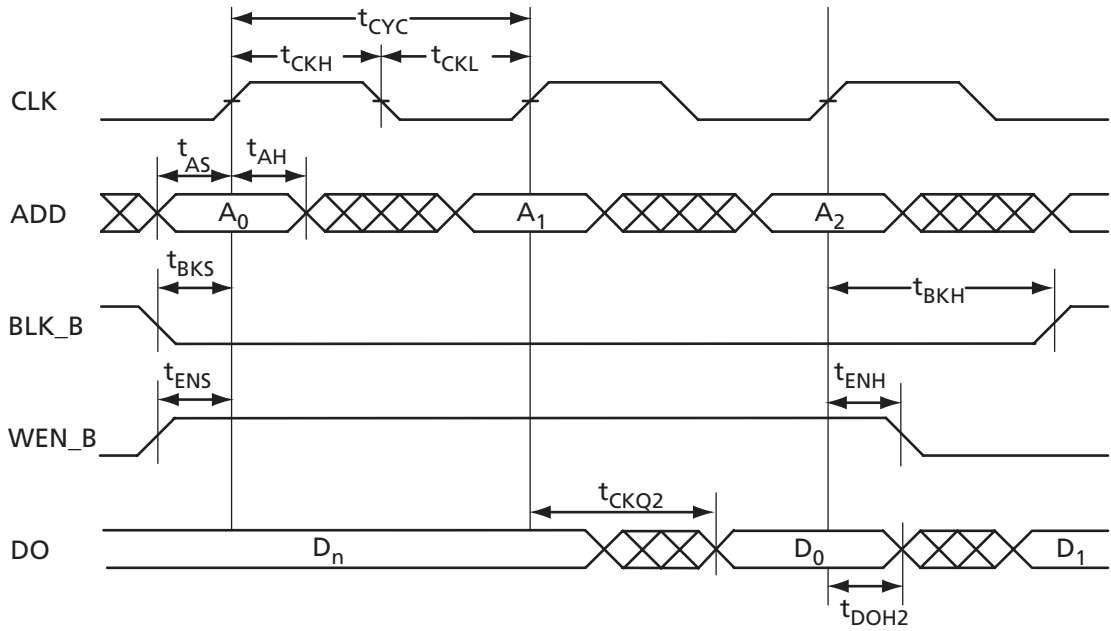 tCYC
tCKH tCKL
CLK
tAS tAH
ADD A0 A1 A2
tBKS tBKH
BLK_B
tENS tENH
WEN_B
tCKQ2
DO Dn D0 D1
tDOH2